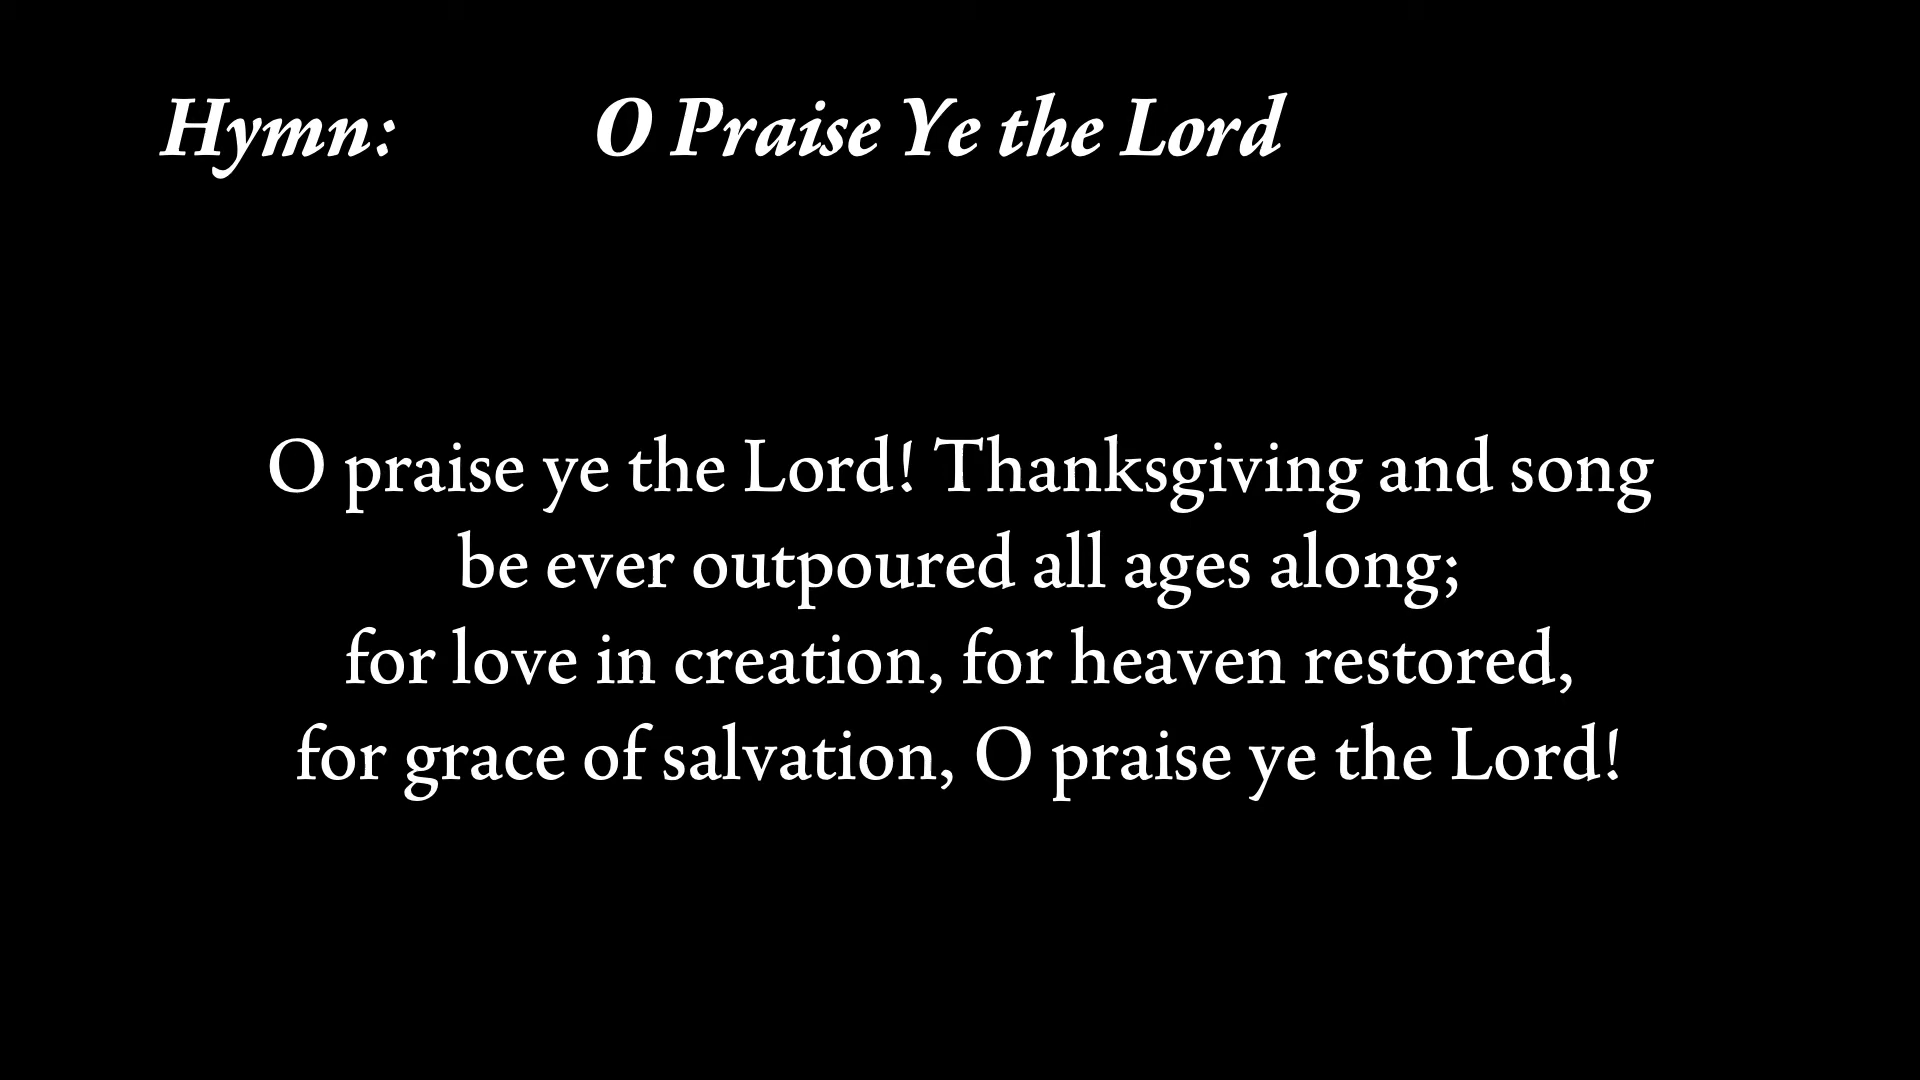 Hymn: O Praise Ye the Lord
O praise ye the Lord! Thanksgiving and song
be ever outpoured all ages along;
for love in creation, for heaven restored,
for grace of salvation, O praise ye the Lord!